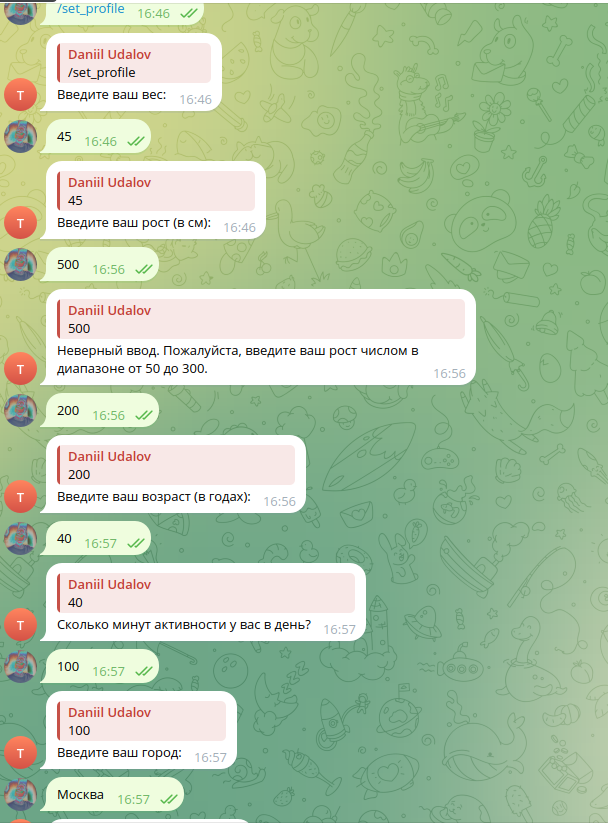 /set_profile 16:46
Daniil Udalov
/set_profile
Введите ваш вес: 16:46
T
45 16:46
Daniil Udalov
45
Введите ваш рост (в см): 16:46
T
500 16:56
Daniil Udalov
500
Неверный ввод. Пожалуйста, введите ваш рост числом в
диапазоне от 50 до 300. 16:56
T
200 16:56
Daniil Udalov
200
Введите ваш возраст (в годах): 16:56
T
40 16:57
Daniil Udalov
40
Сколько минут активности у вас в день? 16:57
T
100 16:57
Daniil Udalov
100
Введите ваш город: 16:57
T
Москва 16:57